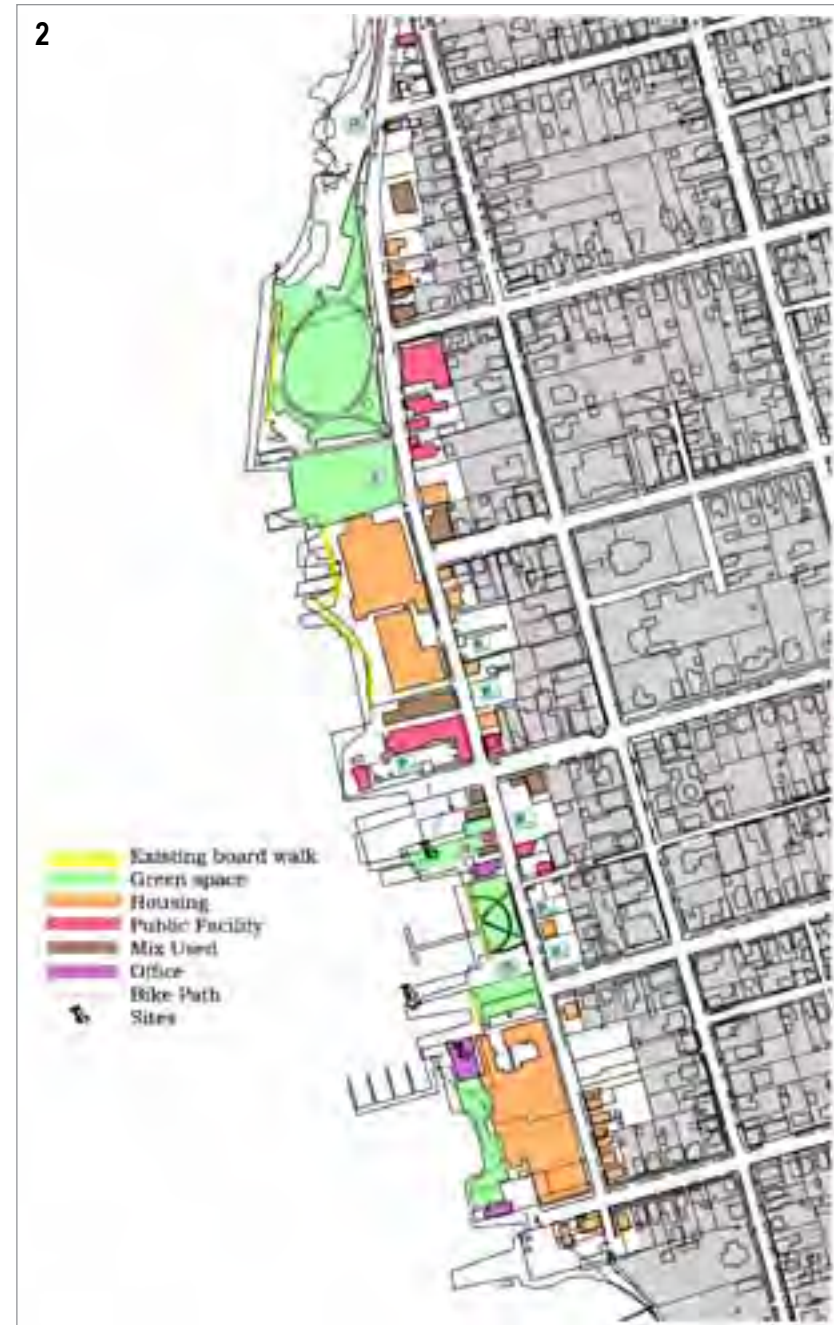 2
Existing board walk
Green space
Housing
Public Facility
Mix Used
Office
Bike Path
Sites